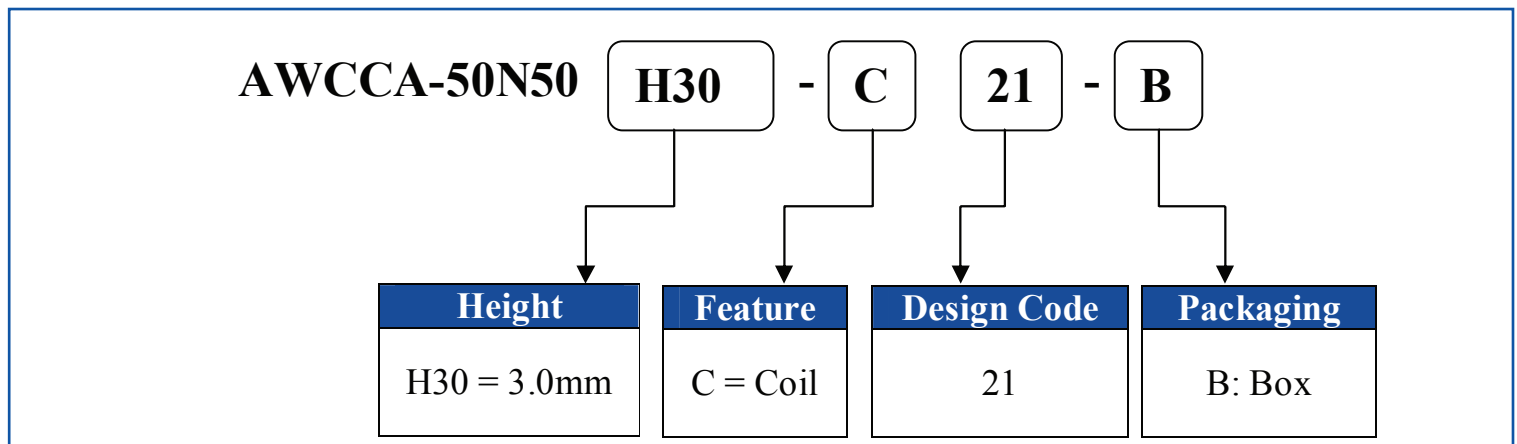 AWCCA-50N50 H30 - C 21 - B
Height Feature Design Code Packaging
H30 = 3.0mm C = Coil 21 B: Box